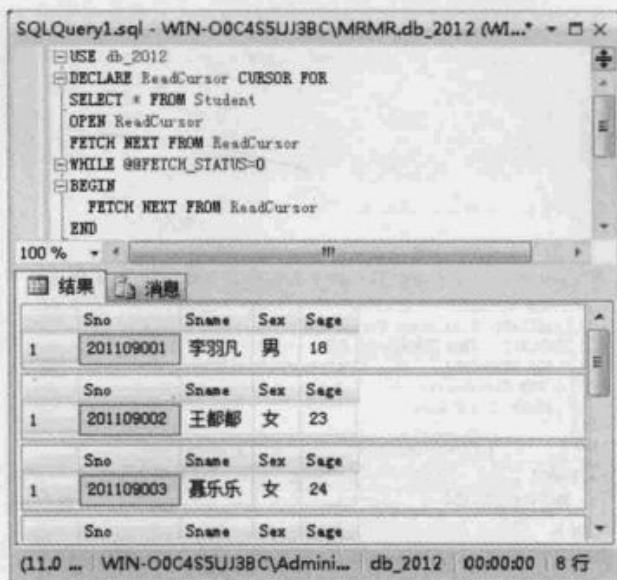 SQLQuery1.sql - WIN-O0C4S5UJ3BC\MRMR.db_2012 (WI...*
USE db_2012
DECLARE ReadCursor CURSOR FOR
SELECT * FROM Student
OPEN ReadCursor
FETCH NEXT FROM ReadCursor
WHILE @@FETCH_STATUS=0
BEGIN
FETCH NEXT FROM ReadCursor
END
100 %
结果 消息
Sno Sname Sex Sage
1 201109001 李羽凡 男 18
Sno Sname Sex Sage
1 201109002 王都都 女 23
Sno Sname Sex Sage
1 201109003 聂乐乐 女 24
Sno Sname Sex Sage
(11.0 ... WIN-O0C4S5UJ3BC\Admini... db_2012 00:00:00 8 行